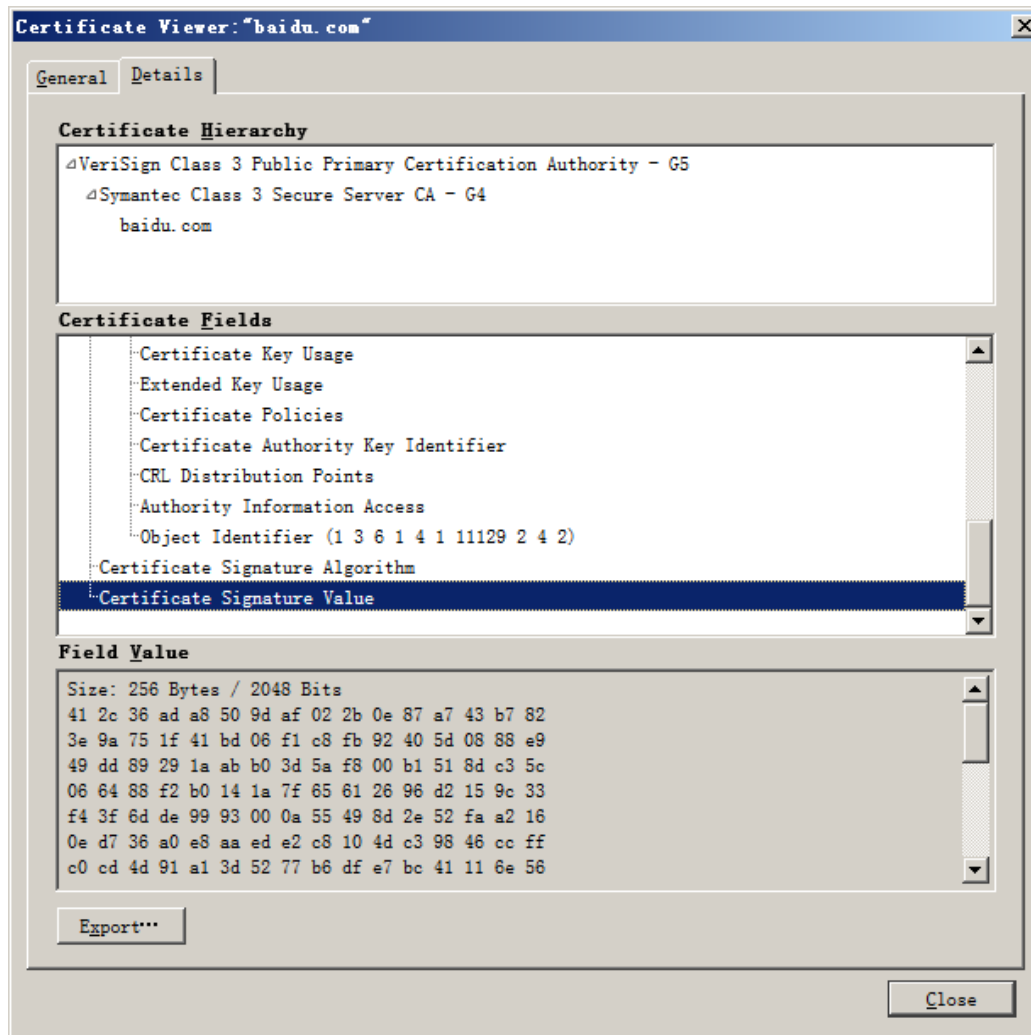 Certificate Viewer:"baidu.com"
General Details
Certificate Hierarchy
VeriSign Class 3 Public Primary Certification Authority - G5
Symantec Class 3 Secure Server CA - G4
baidu.com
Certificate Fields
Certificate Key Usage
Extended Key Usage
Certificate Policies
Certificate Authority Key Identifier
CRL Distribution Points
Authority Information Access
Object Identifier (1 3 6 1 4 1 11129 2 4 2)
Certificate Signature Algorithm
Certificate Signature Value
Field Value
Size: 256 Bytes / 2048 Bits
41 2c 36 ad a8 50 9d af 02 2b 0e 87 a7 43 b7 82
3e 9a 75 1f 41 bd 06 f1 c8 fb 92 40 5d 08 88 e9
49 dd 89 29 1a ab b0 3d 5a f8 00 b1 51 8d c3 5c
06 64 88 f2 b0 14 1a 7f 65 61 26 96 d2 15 9c 33
f4 3f 6d de 99 93 00 0a 55 49 8d 2e 52 fa a2 16
0e d7 36 a0 e8 aa ed e2 c8 10 4d c3 98 46 cc ff
c0 cd 4d 91 a1 3d 52 77 b6 df e7 bc 41 11 6e 56
Export…
Close